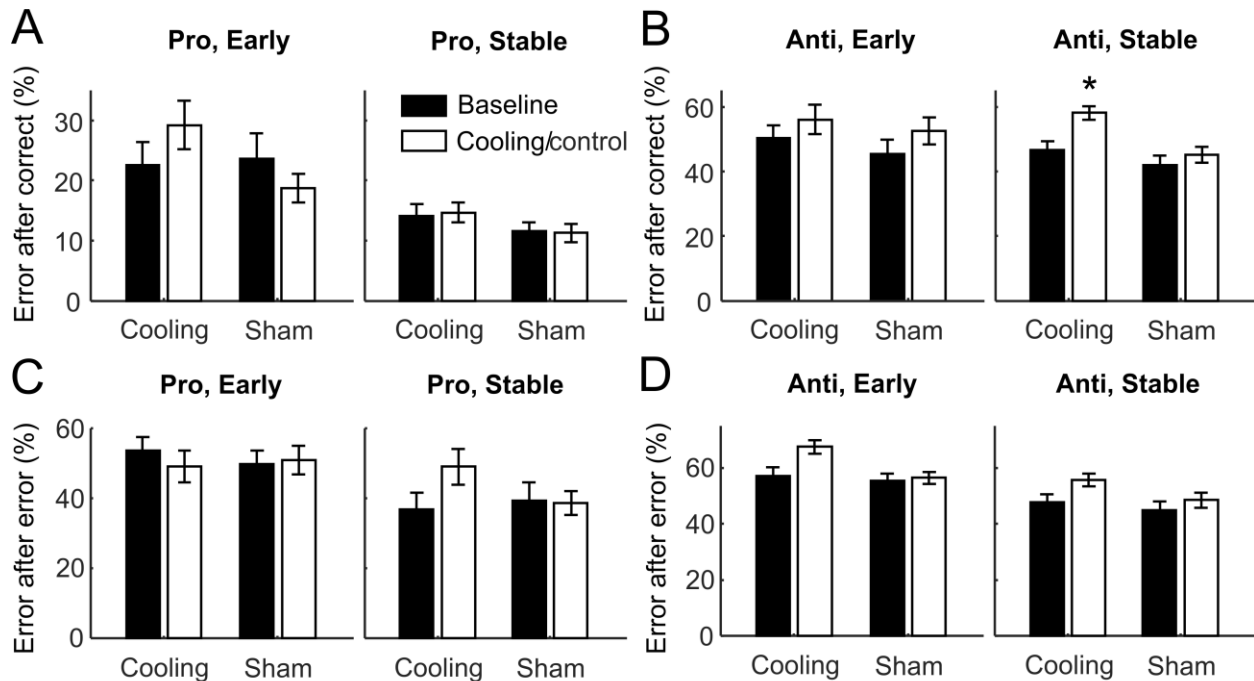 A
Pro, Early
Pro, Stable
Error after correct (%)
30
20
10
0
Baseline
Cooling/control
Cooling
Sham
Cooling
Sham
B
Anti, Early
Anti, Stable
Error after correct (%)
60
40
20
0
*
Cooling
Sham
Cooling
Sham
C
Pro, Early
Pro, Stable
Error after error (%)
60
40
20
0
Cooling
Sham
Cooling
Sham
D
Anti, Early
Anti, Stable
Error after error (%)
60
40
20
0
Cooling
Sham
Cooling
Sham